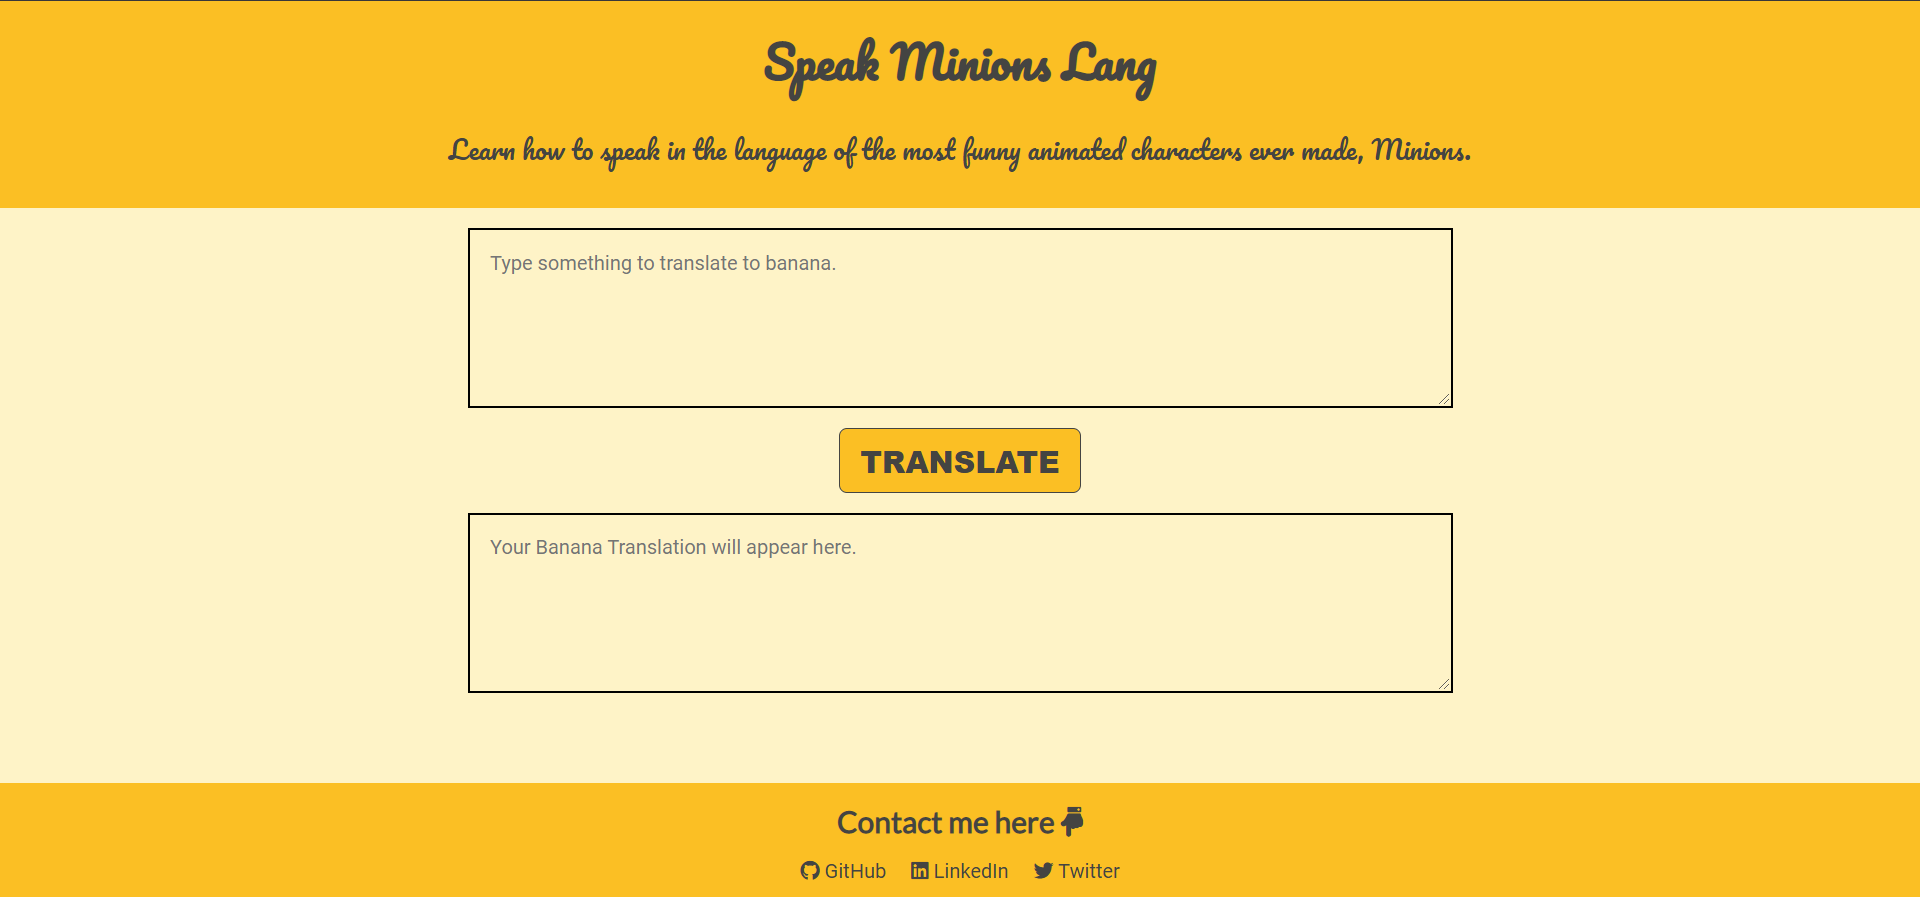 Speak Minions Lang
Learn how to speak in the language of the most funny animated characters ever made, Minions.
Type something to translate to banana.
TRANSLATE
Your Banana Translation will appear here.
Contact me here
GitHub LinkedIn Twitter